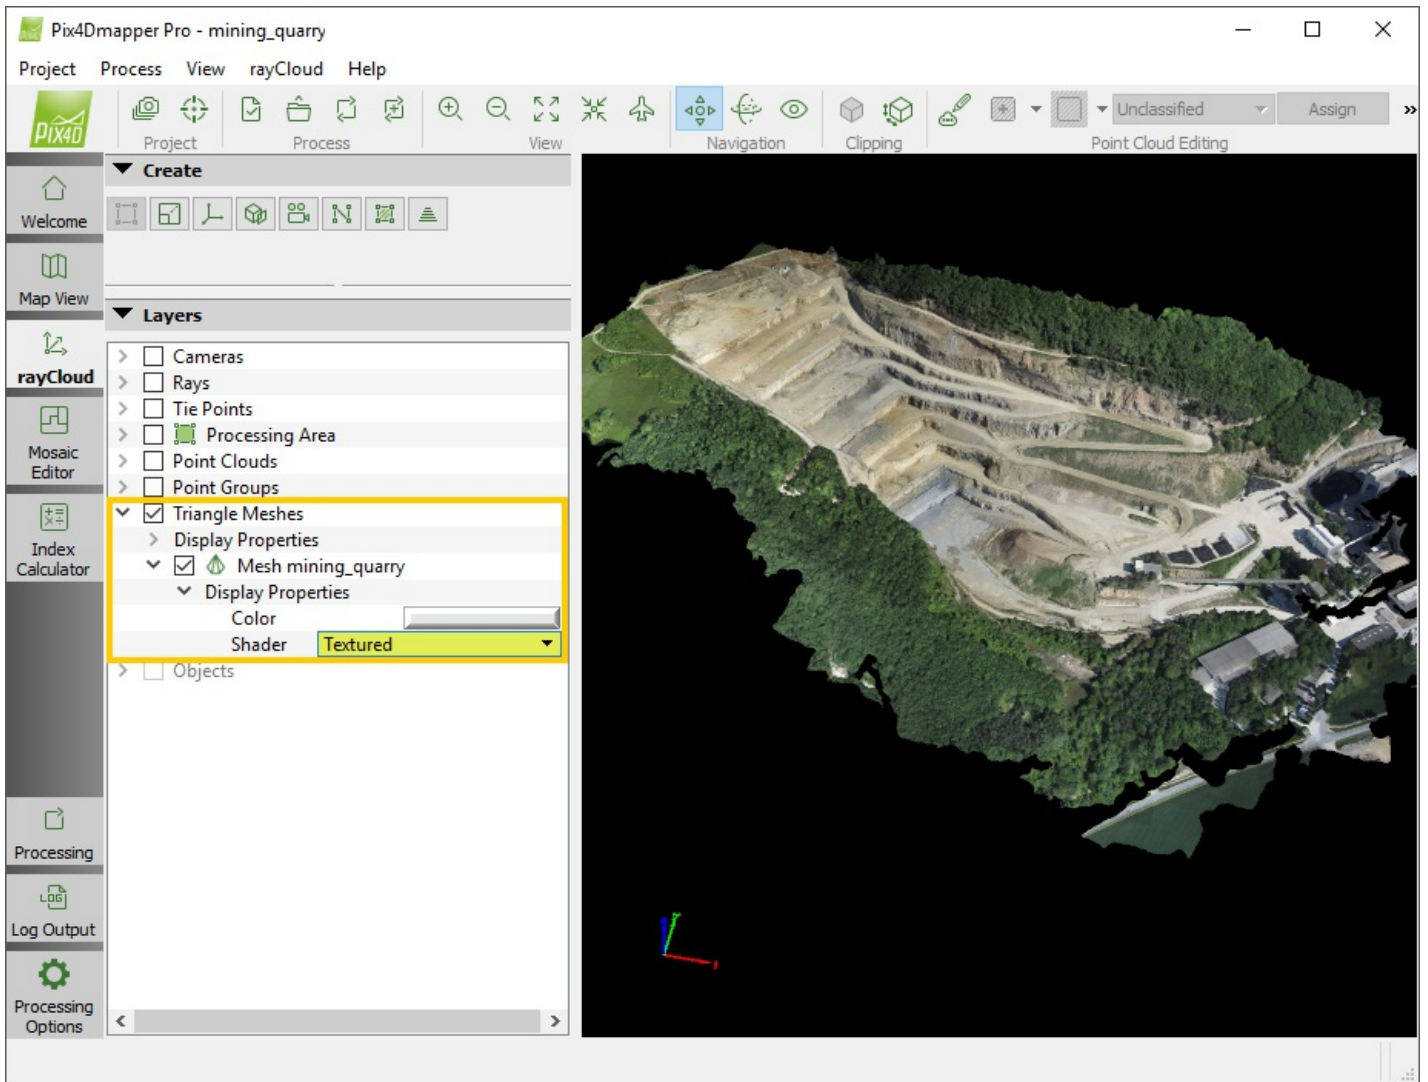 Pix4Dmapper Pro - mining_quarry
Project Process View rayCloud Help
PIX4D
Unclassified
Assign
»
Project Process View Navigation Clipping Point Cloud Editing
Create
Welcome
Map View
Layers
rayCloud
Cameras
Rays
Tie Points
Processing Area
Point Clouds
Point Groups
Mosaic
Editor
Triangle Meshes
Display Properties
Mesh mining_quarry
Display Properties
Color
Shader Textured
Objects
Index
Calculator
Processing
LOG
Log Output
Processing
Options